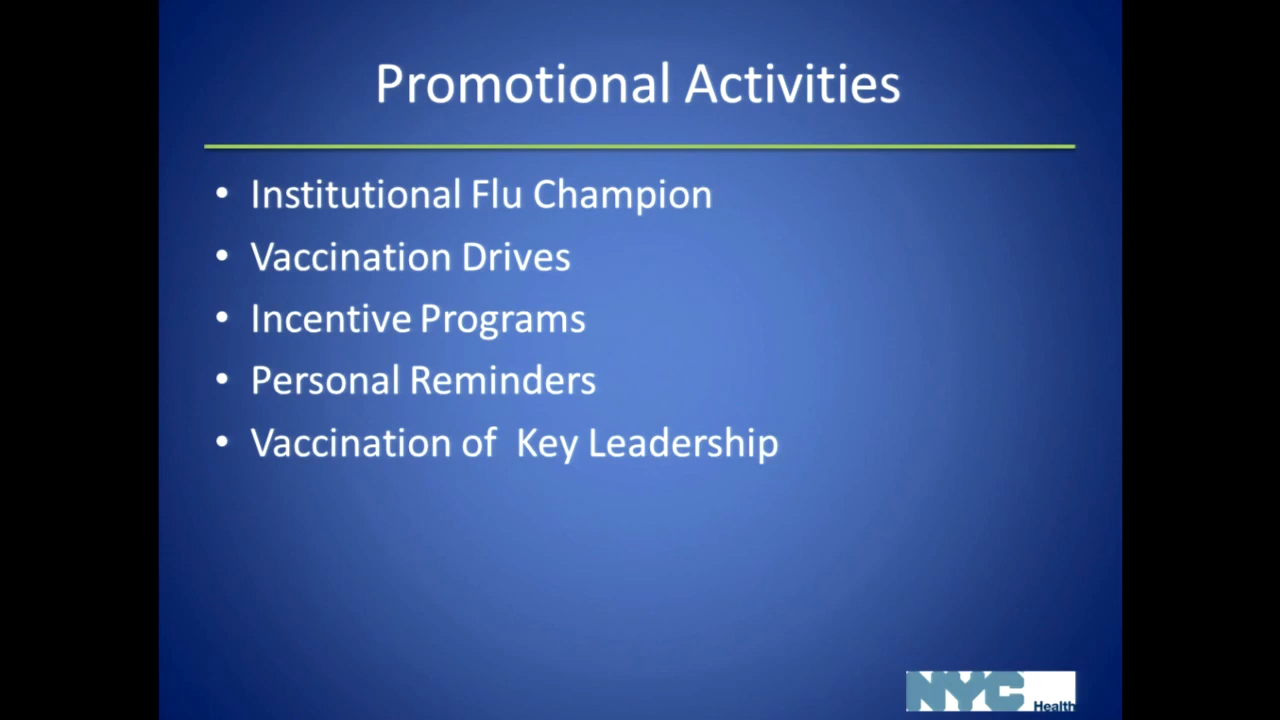 Promotional Activities
• Institutional Flu Champion
• Vaccination Drives
• Incentive Programs
• Personal Reminders
• Vaccination of  Key Leadership
NYC
Health